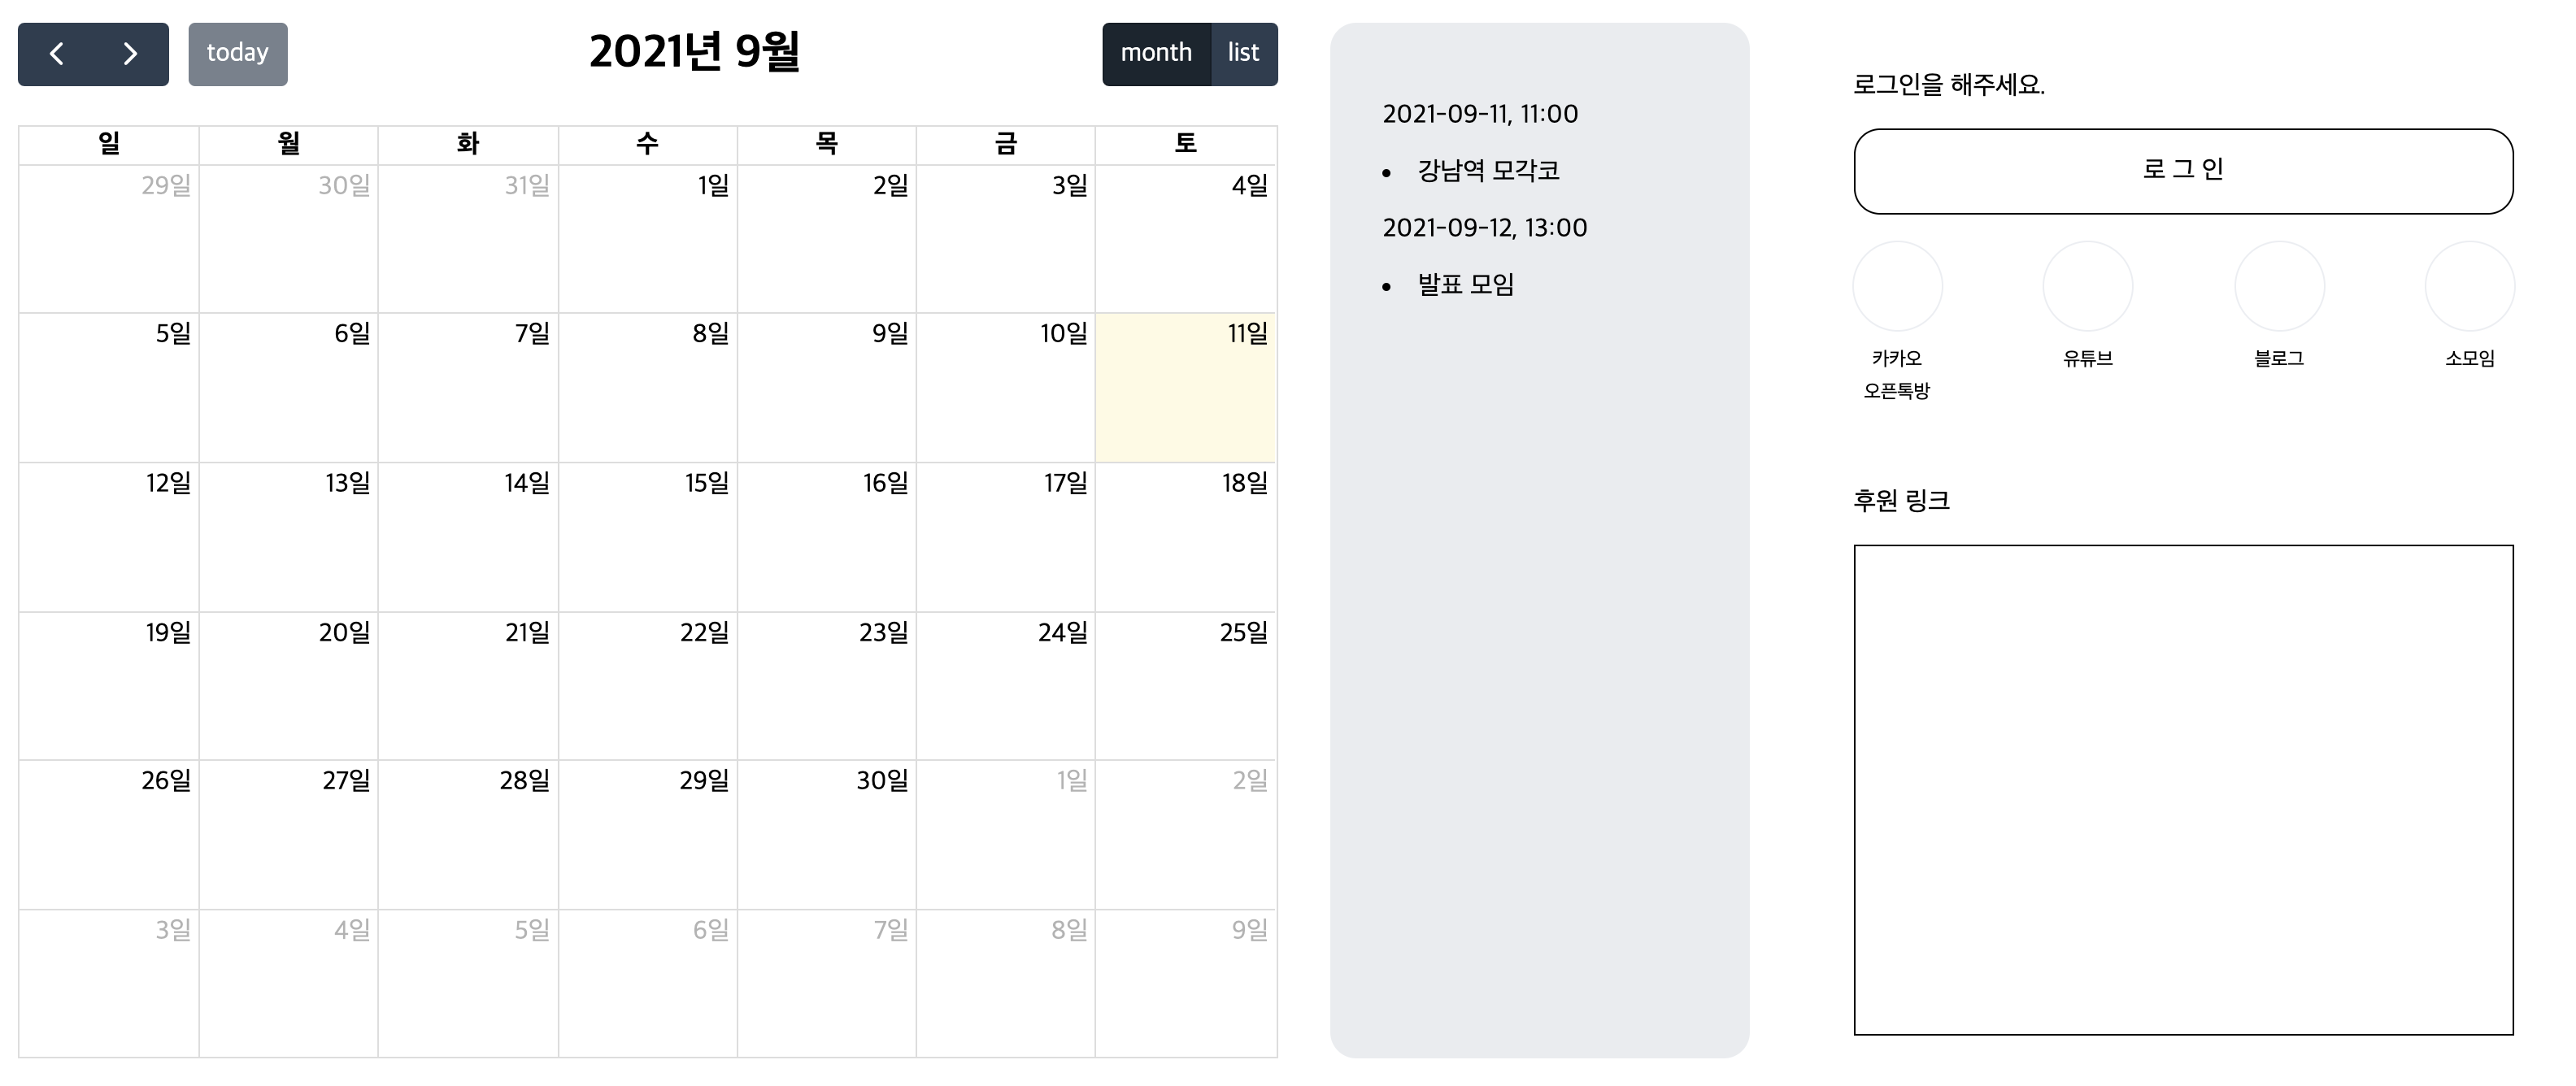 today
2021년 9월
month list
일 월 화 수 목 금 토
29일 30일 31일 1일 2일 3일 4일
5일 6일 7일 8일 9일 10일 11일
12일 13일 14일 15일 16일 17일 18일
19일 20일 21일 22일 23일 24일 25일
26일 27일 28일 29일 30일 1일 2일
3일 4일 5일 6일 7일 8일 9일
2021-09-11, 11:00
• 강남역 모각코
2021-09-12, 13:00
• 발표 모임
로그인을 해주세요.
로 그 인
카카오 유튜브 블로그 소모임
오픈톡방
후원 링크